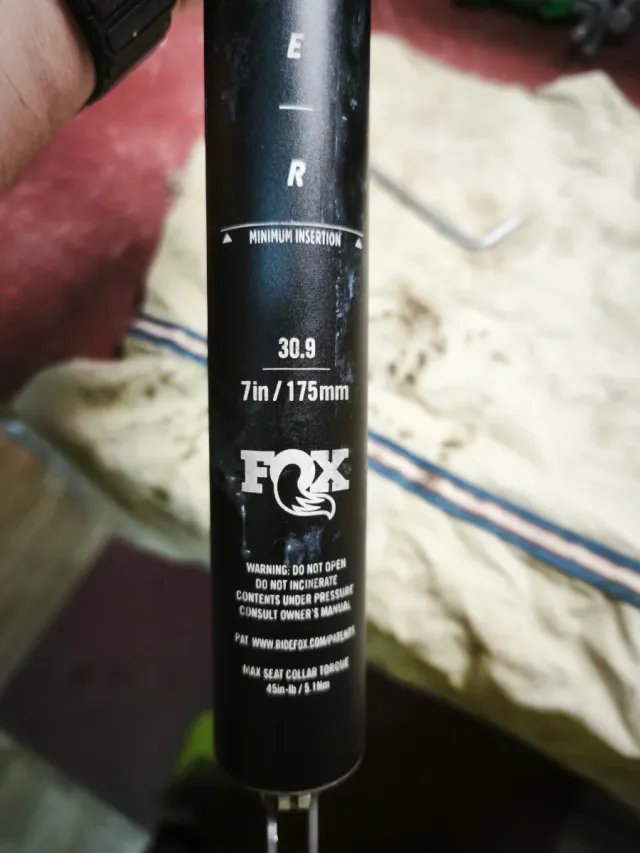 E
R
MINIMUM INSERTION
30.9
7in / 175mm
FOX
WARNING: DO NOT OPEN
DO NOT INCINERATE
CONTENTS UNDER PRESSURE
CONSULT OWNER'S MANUAL
PAT WWW.RIDEFOX.COM/PATENTS
MAX SEAT COLLAR TORQUE
45in-lb / 5.1Nm